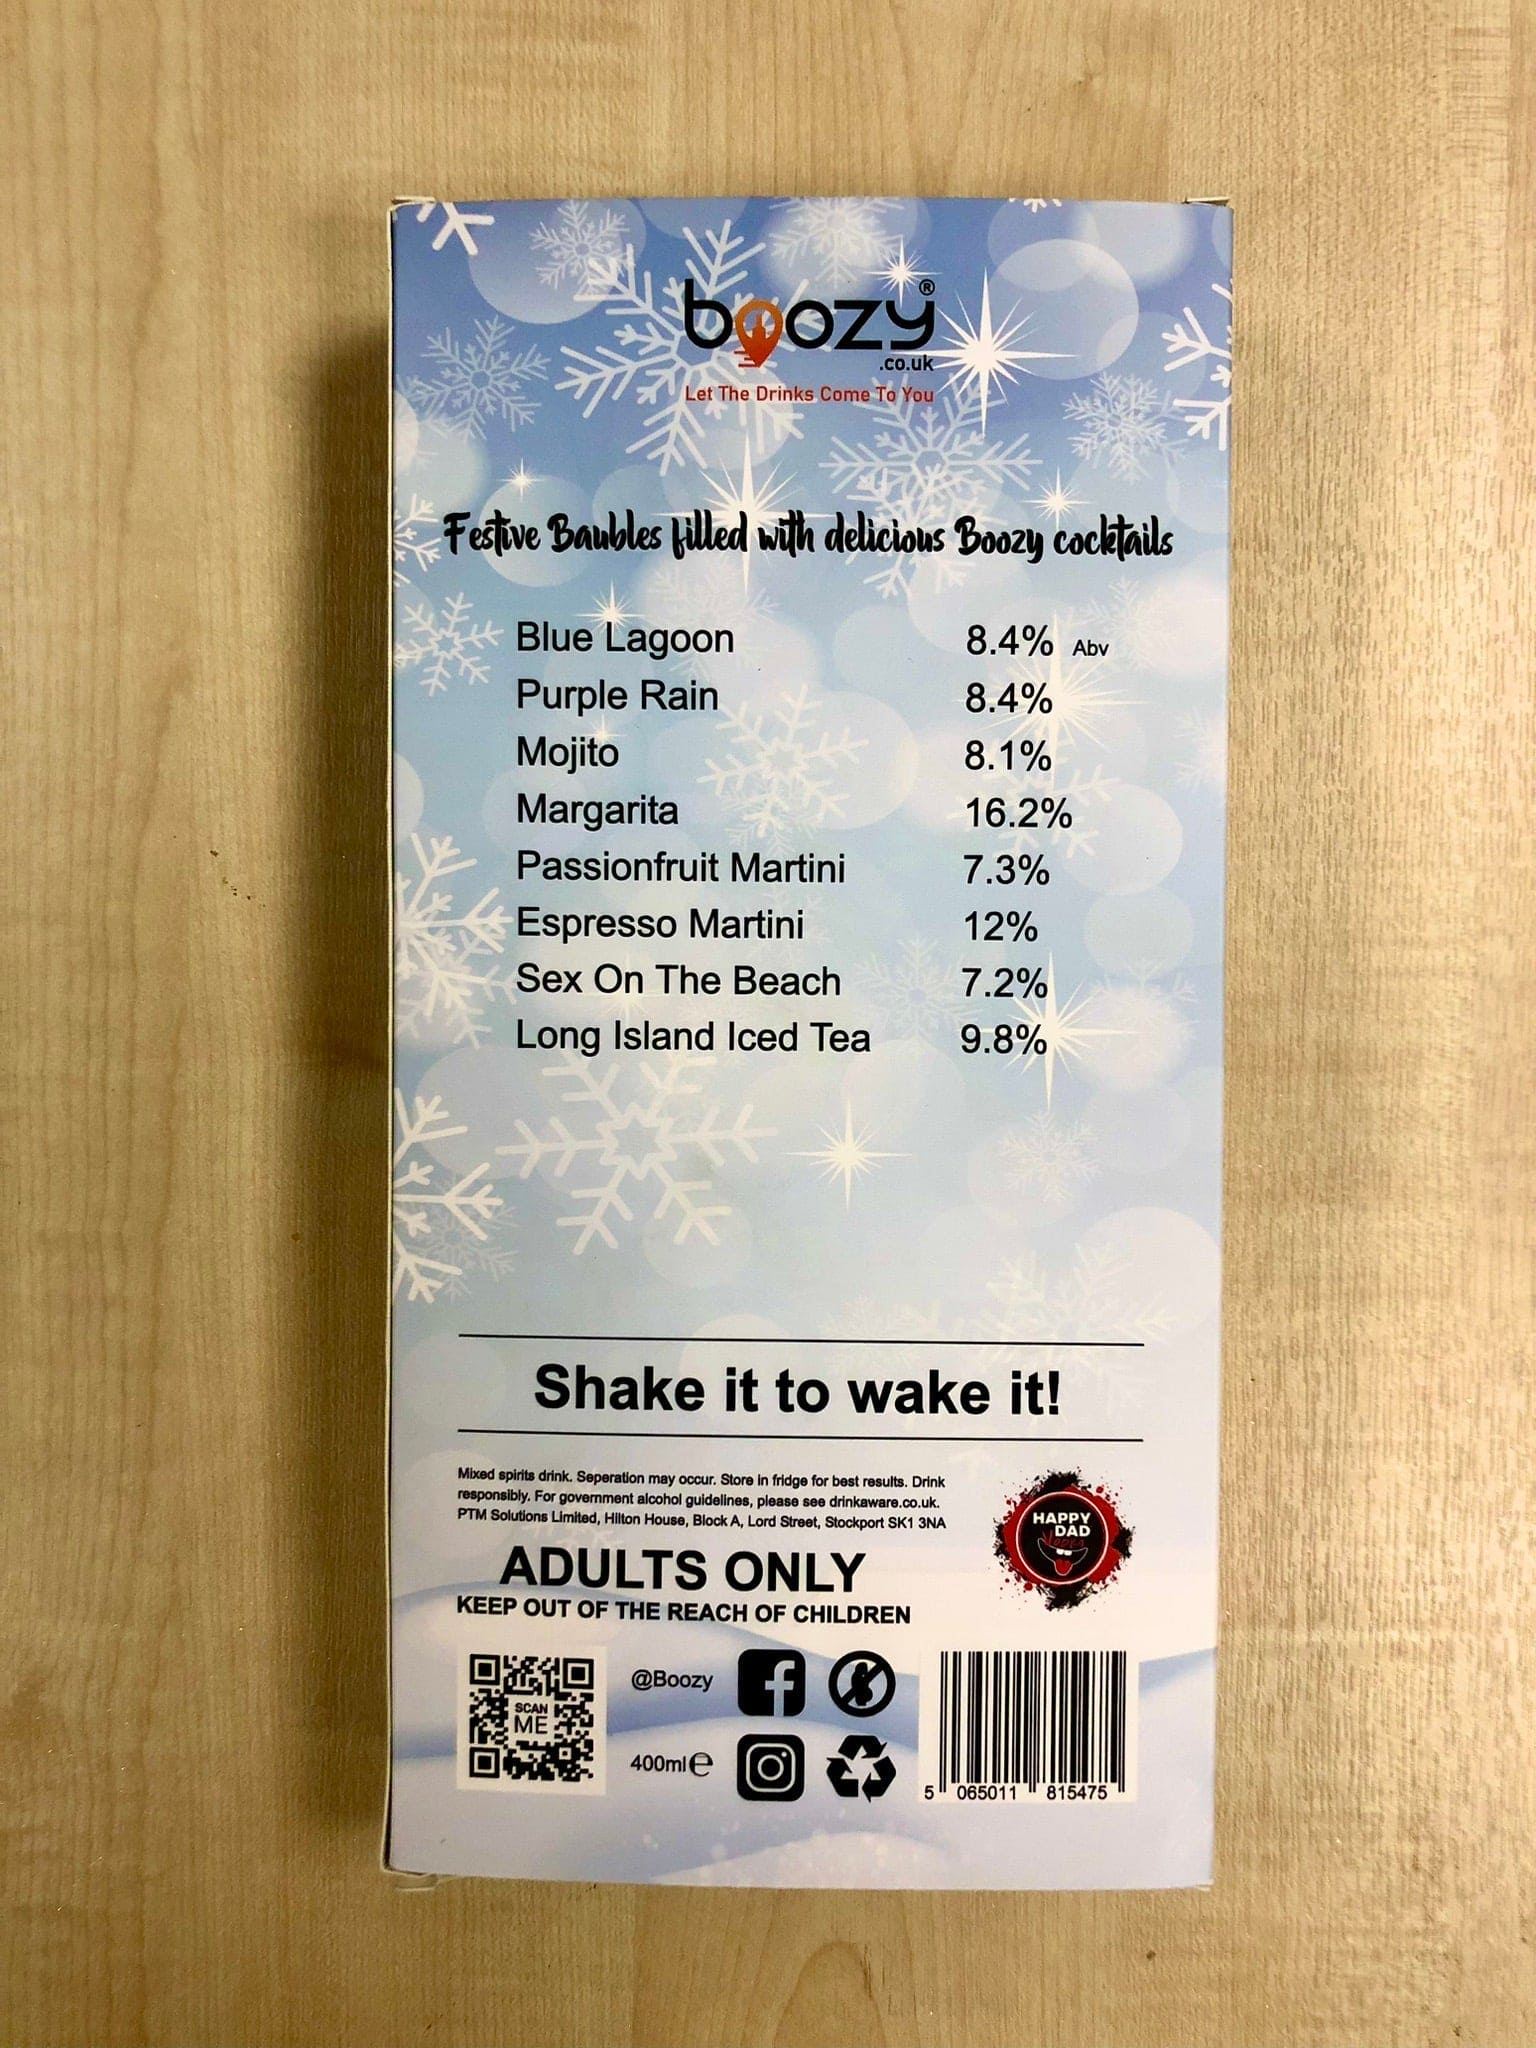 boozy®
.co.uk
Let The Drinks Come To You
Festive Baubles filled with delicious Boozy cocktails
Blue Lagoon 8.4% Abv
Purple Rain 8.4%
Mojito 8.1%
Margarita 16.2%
Passionfruit Martini 7.3%
Espresso Martini 12%
Sex On The Beach 7.2%
Long Island Iced Tea 9.8%
Shake it to wake it!
Mixed spirits drink. Seperation may occur. Store in fridge for best results. Drink
responsibly. For government alcohol guidelines, please see drinkaware.co.uk.
PTM Solutions Limited, Hilton House, Block A, Lord Street, Stockport SK1 3NA
HAPPY
DAD
VODKA
ADULTS ONLY
KEEP OUT OF THE REACH OF CHILDREN
SCAN
ME
@Boozy
400ml℮
5 065011 815475